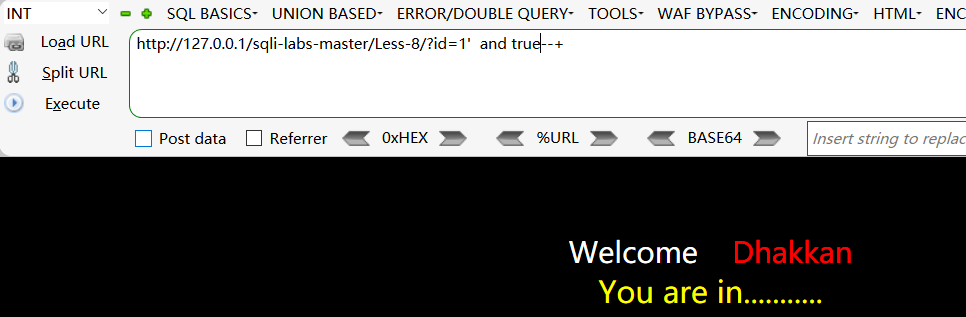 INT SQL BASICS UNION BASED ERROR/DOUBLE QUERY TOOLS WAF BYPASS ENCODING HTML ENC
Load URL http://127.0.0.1/sqli-labs-master/Less-8/?id=1'  and true--+
Split URL
Execute
Post data Referrer 0xHEX %URL BASE64 Insert string to replac
Welcome Dhakkan
You are in...........